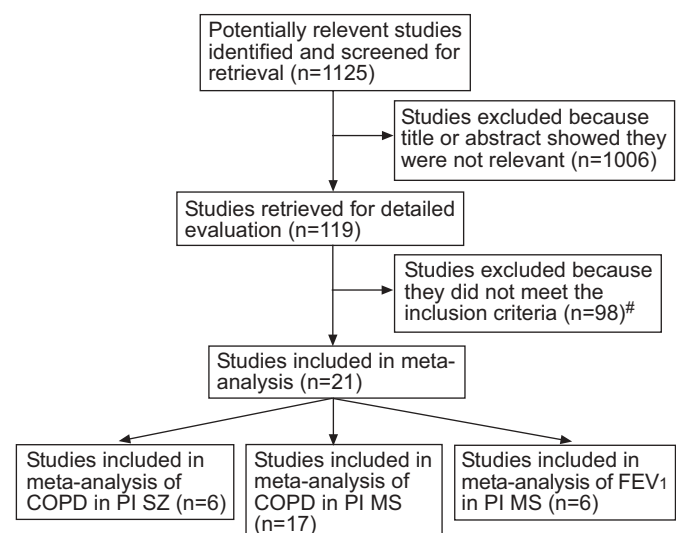 Potentially relevent studies
identified and screened for
retrieval (n=1125)
Studies excluded because
title or abstract showed they
were not relevant (n=1006)
Studies retrieved for detailed
evaluation (n=119)
Studies excluded because
they did not meet the
inclusion criteria (n=98)#
Studies included in meta-
analysis (n=21)
Studies included in
meta-analysis of
COPD in PI SZ (n=6)
Studies included in
meta-analysis of
COPD in PI MS
(n=17)
Studies included in
meta-analysis of FEV1
in PI MS (n=6)